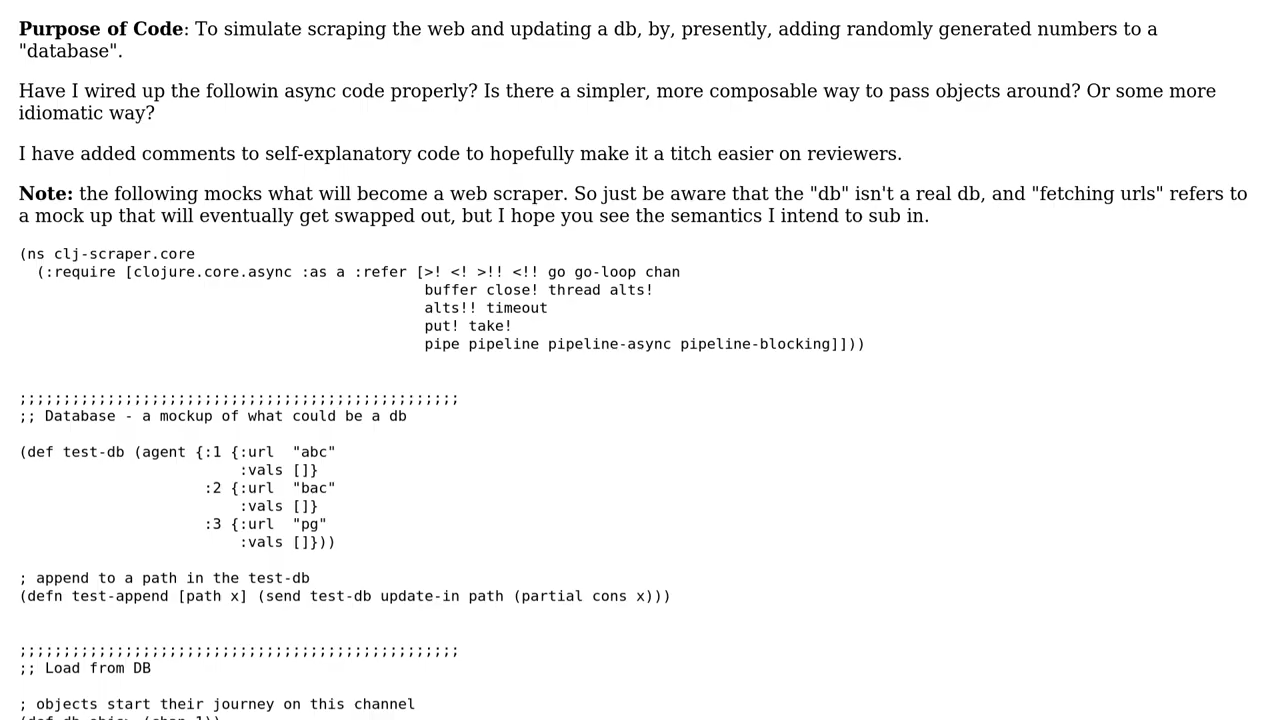 Purpose of Code: To simulate scraping the web and updating a db, by, presently, adding randomly generated numbers to a
"database".
Have I wired up the followin async code properly? Is there a simpler, more composable way to pass objects around? Or some more
idiomatic way?
I have added comments to self-explanatory code to hopefully make it a titch easier on reviewers.
Note: the following mocks what will become a web scraper. So just be aware that the "db" isn't a real db, and "fetching urls" refers to
a mock up that will eventually get swapped out, but I hope you see the semantics I intend to sub in.
(ns clj-scraper.core
  (:require [clojure.core.async :as a :refer [>! <! >!! <!! go go-loop chan
                                              buffer close! thread alts!
                                              alts!! timeout
                                              put! take!
                                              pipe pipeline pipeline-async pipeline-blocking]]))
;;;;;;;;;;;;;;;;;;;;;;;;;;;;;;;;;;;;;;;;;;;;;;;;;;
;; Database - a mockup of what could be a db
(def test-db (agent {:1 {:url  "abc"
                         :vals []}
                     :2 {:url  "bac"
                         :vals []}
                     :3 {:url  "pg"
                         :vals []}))
; append to a path in the test-db
(defn test-append [path x] (send test-db update-in path (partial cons x)))
;;;;;;;;;;;;;;;;;;;;;;;;;;;;;;;;;;;;;;;;;;;;;;;;;;
;; Load from DB
; objects start their journey on this channel